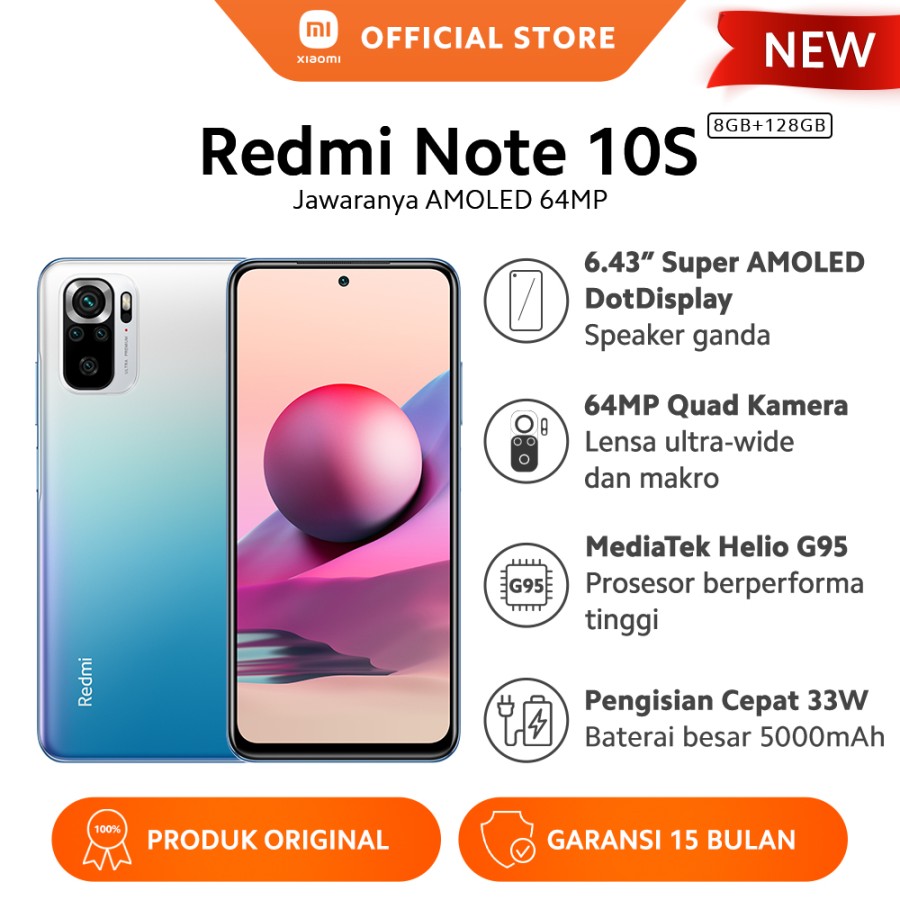 xiaomi
OFFICIAL STORE
NEW
Redmi Note 10S
8GB+128GB
Jawaranya AMOLED 64MP
6.43” Super AMOLED
DotDisplay
Speaker ganda
64MP Quad Kamera
Lensa ultra-wide
dan makro
G95
MediaTek Helio G95
Prosesor berperforma
tinggi
Pengisian Cepat 33W
Baterai besar 5000mAh
Redmi
100%
PRODUK ORIGINAL
GARANSI 15 BULAN